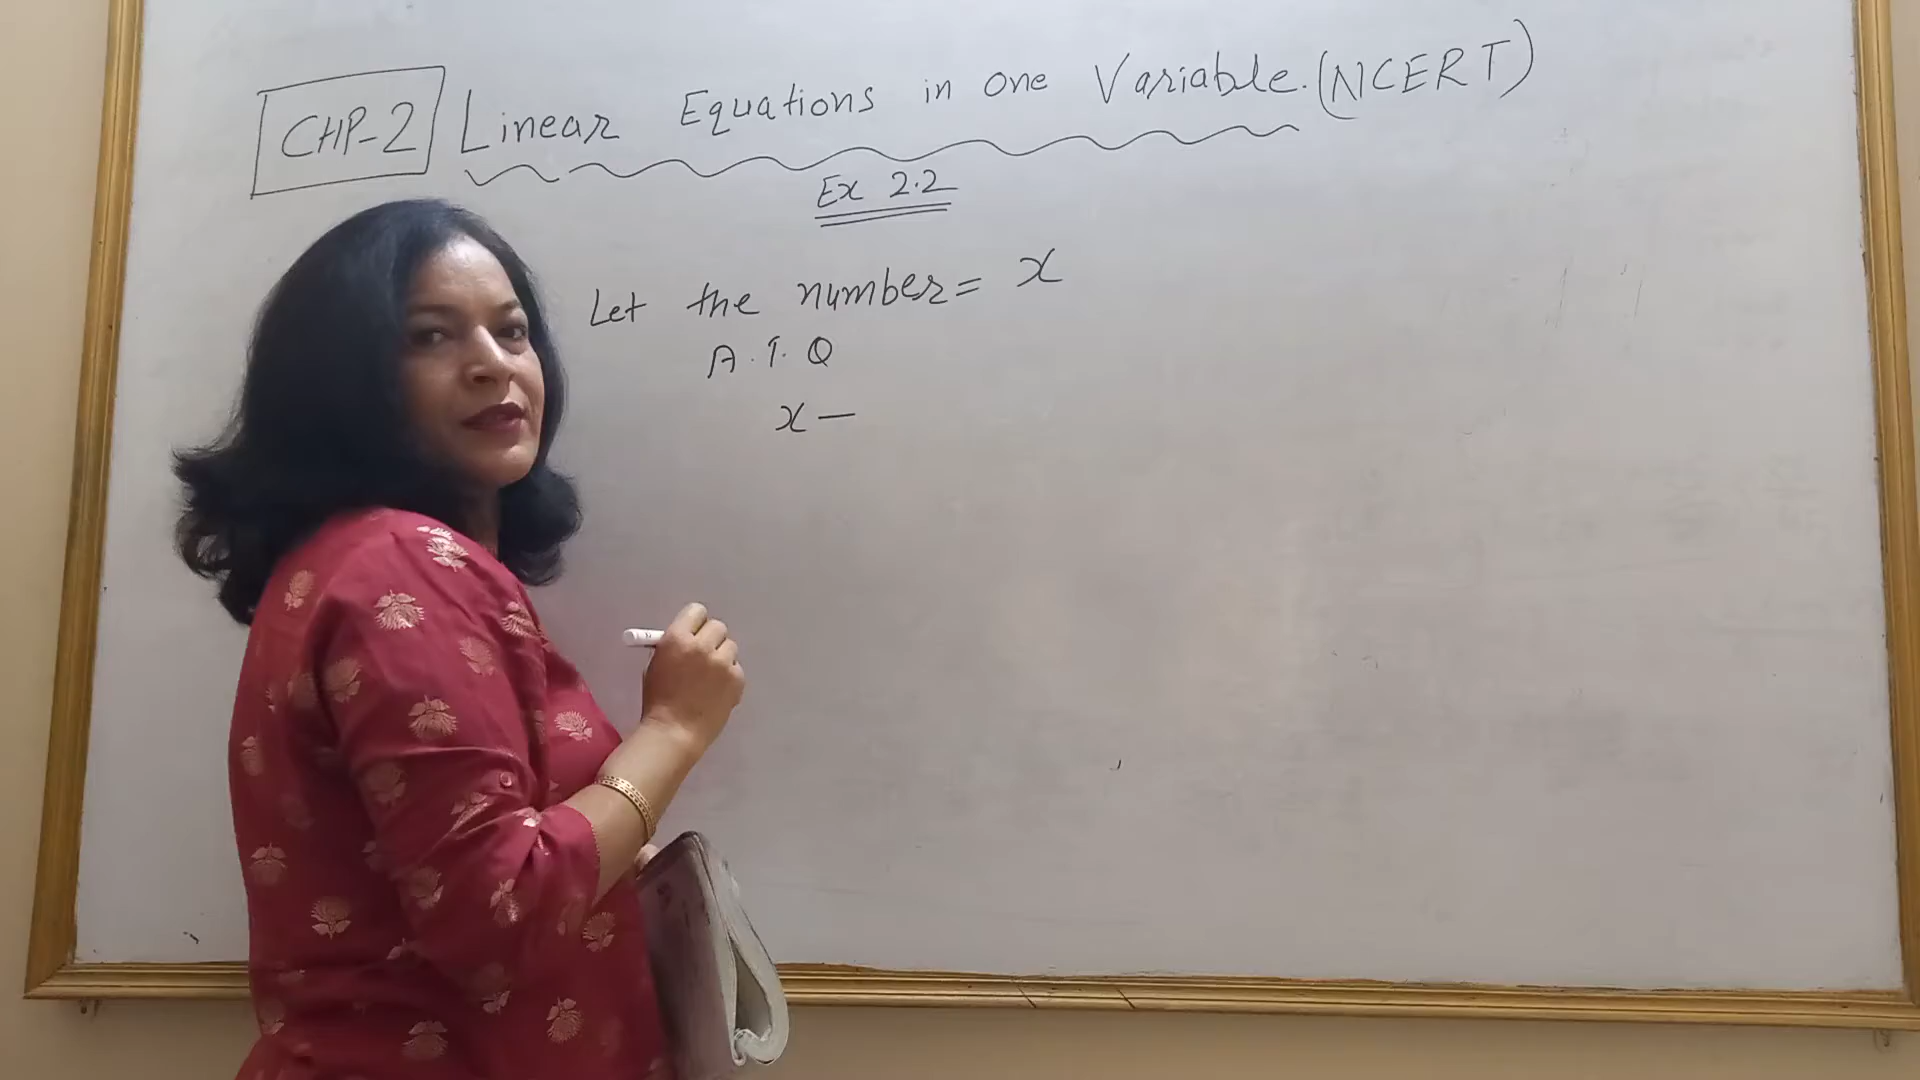 CHP-2 Linear Equations in one Variable. (NCERT)
Ex 2.2
Let the number = x
A.T.Q
x —